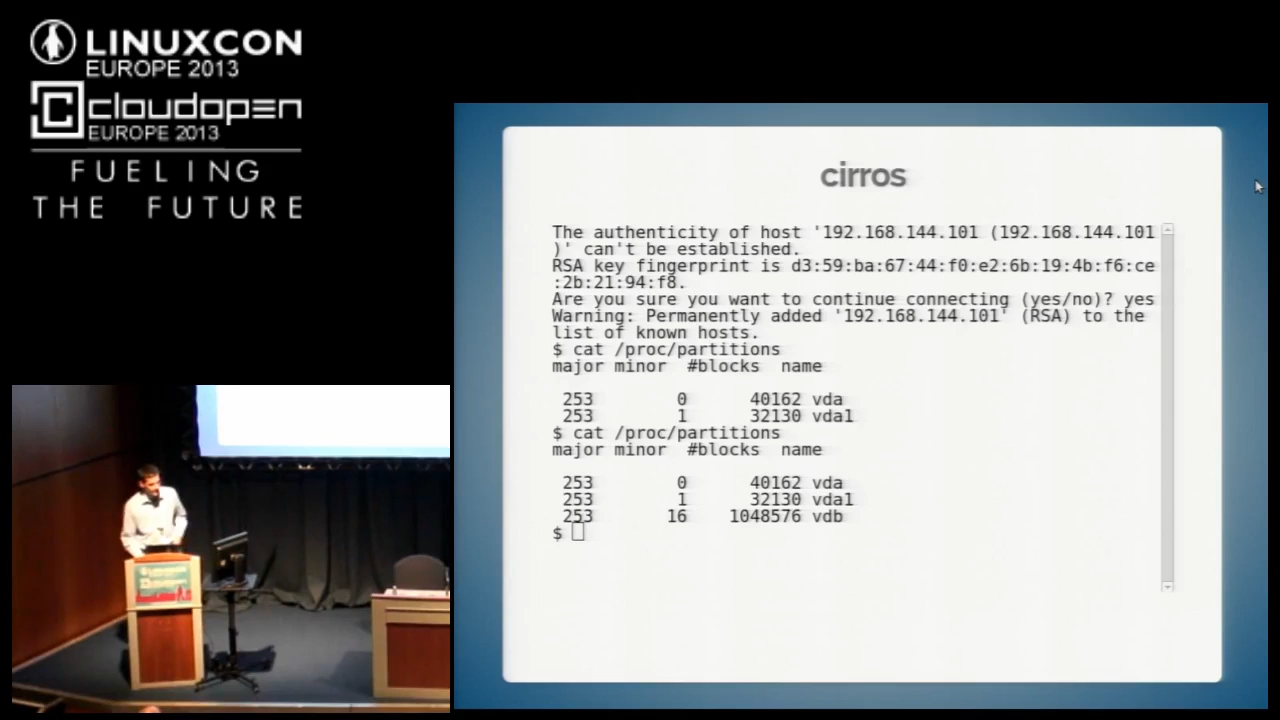 LINUXCON
EUROPE 2013
cloudopen
EUROPE 2013
FUELING
THE FUTURE
cirros
The authenticity of host '192.168.144.101 (192.168.144.101
)' can't be established.
RSA key fingerprint is d3:59:ba:67:44:f0:e2:6b:19:4b:f6:ce
:2b:21:94:f8.
Are you sure you want to continue connecting (yes/no)? yes
Warning: Permanently added '192.168.144.101' (RSA) to the
list of known hosts.
$ cat /proc/partitions
major minor  #blocks  name
253 0 40162 vda
253 1 32130 vda1
$ cat /proc/partitions
major minor  #blocks  name
253 0 40162 vda
253 1 32130 vda1
253 16 1048576 vdb
$
LINUXCON
cloudopen